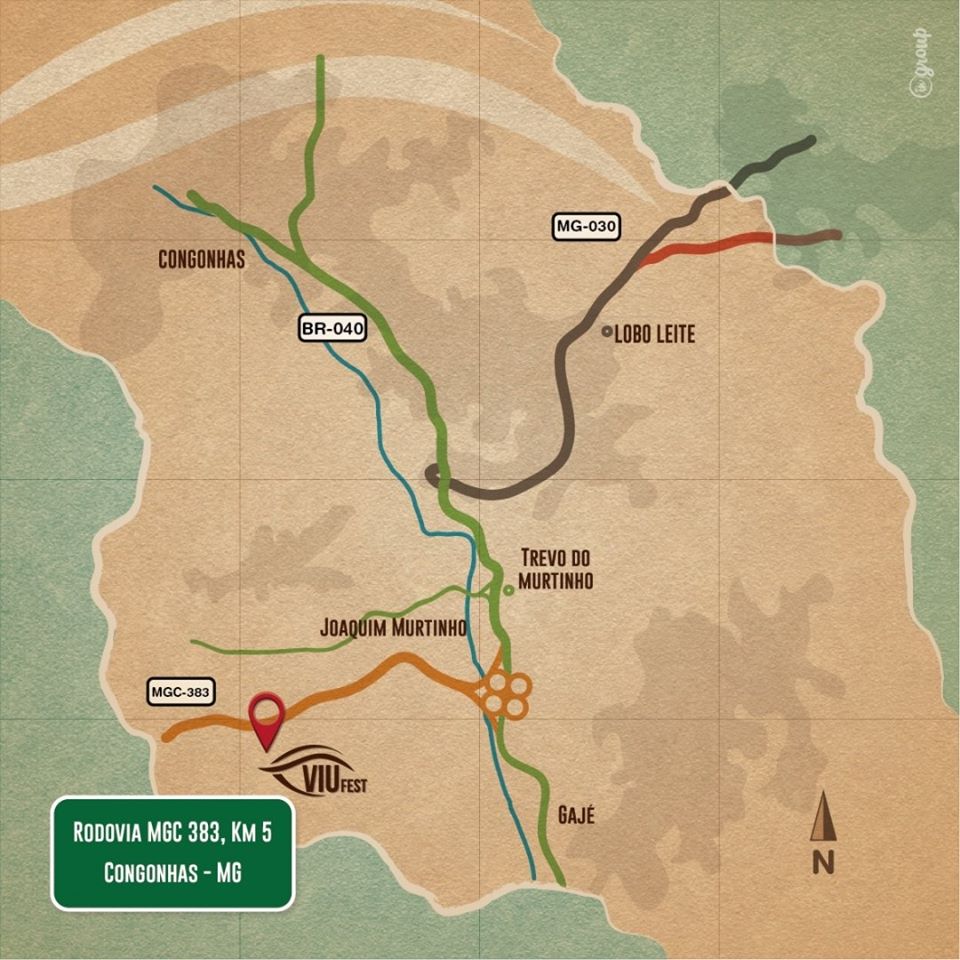 in group
MG-030
CONGONHAS
BR-040
LOBO LEITE
TREVO DO
MURTINHO
JOAQUIM MURTINHO
MGC-383
VIU FEST
GAJÉ
RODOVIA MGC 383, KM 5
CONGONHAS - MG
N